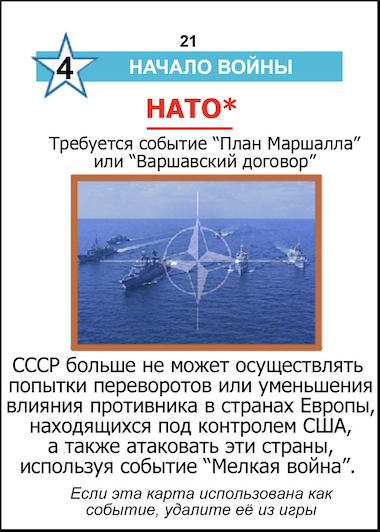 21
4
НАЧАЛО ВОЙНЫ
НАТО*
Требуется событие “План Маршалла”
или “Варшавский договор”
СССР больше не может осуществлять
попытки переворотов или уменьшения
влияния противника в странах Европы,
находящихся под контролем США,
а также атаковать эти страны,
используя событие “Мелкая война”.
Если эта карта использована как
событие, удалите её из игры